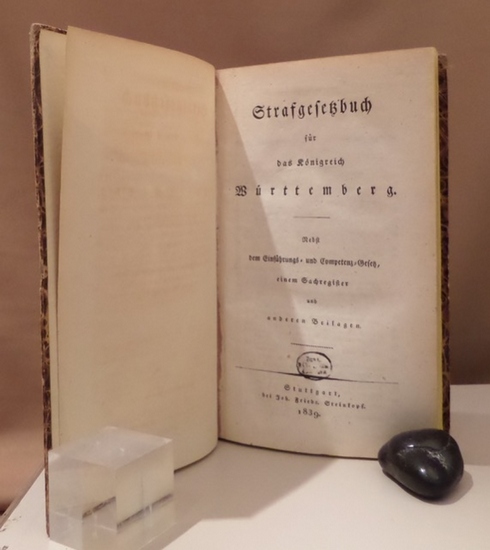 Strafgesetzbuch
für
das Königreich
Württemberg.
Nebst
dem Einführungs- und Competenz-Gesetz,
einem Sachregister
und
anderen Beilagen.
Stuttgart,
bei Joh. Friedr. Steinkopf.
1839.